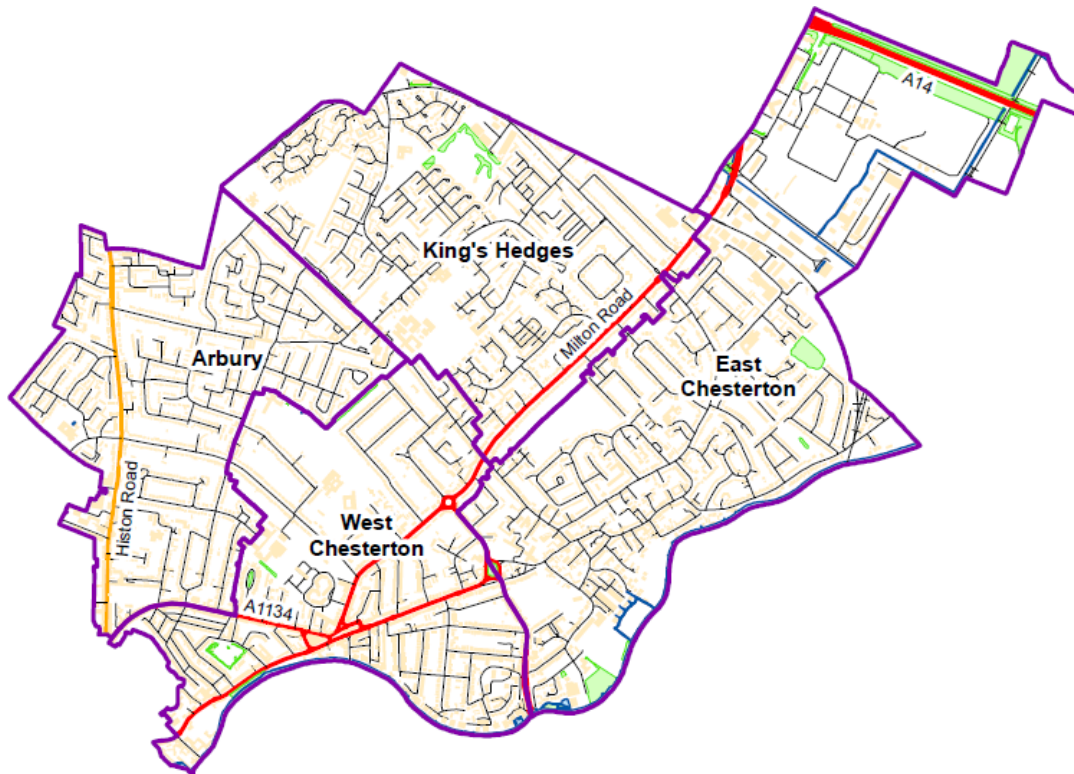 A14
King's Hedges
Milton Road
Arbury
East
Chesterton
Histon Road
West
Chesterton
A1134